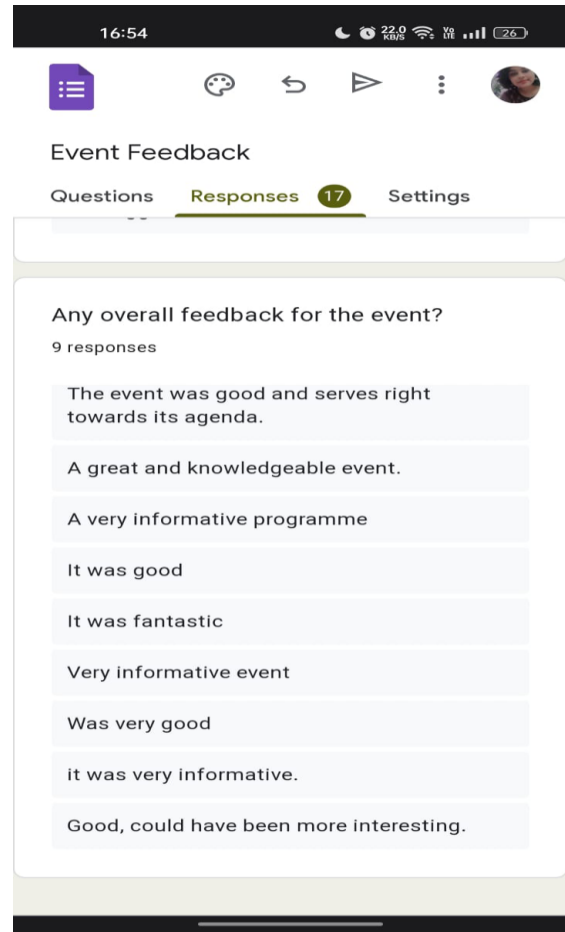 16:54
22.0
KB/S
Vo
LTE
26
Event Feedback
Questions Responses 17 Settings
Any overall feedback for the event?
9 responses
The event was good and serves right
towards its agenda.
A great and knowledgeable event.
A very informative programme
It was good
It was fantastic
Very informative event
Was very good
it was very informative.
Good, could have been more interesting.